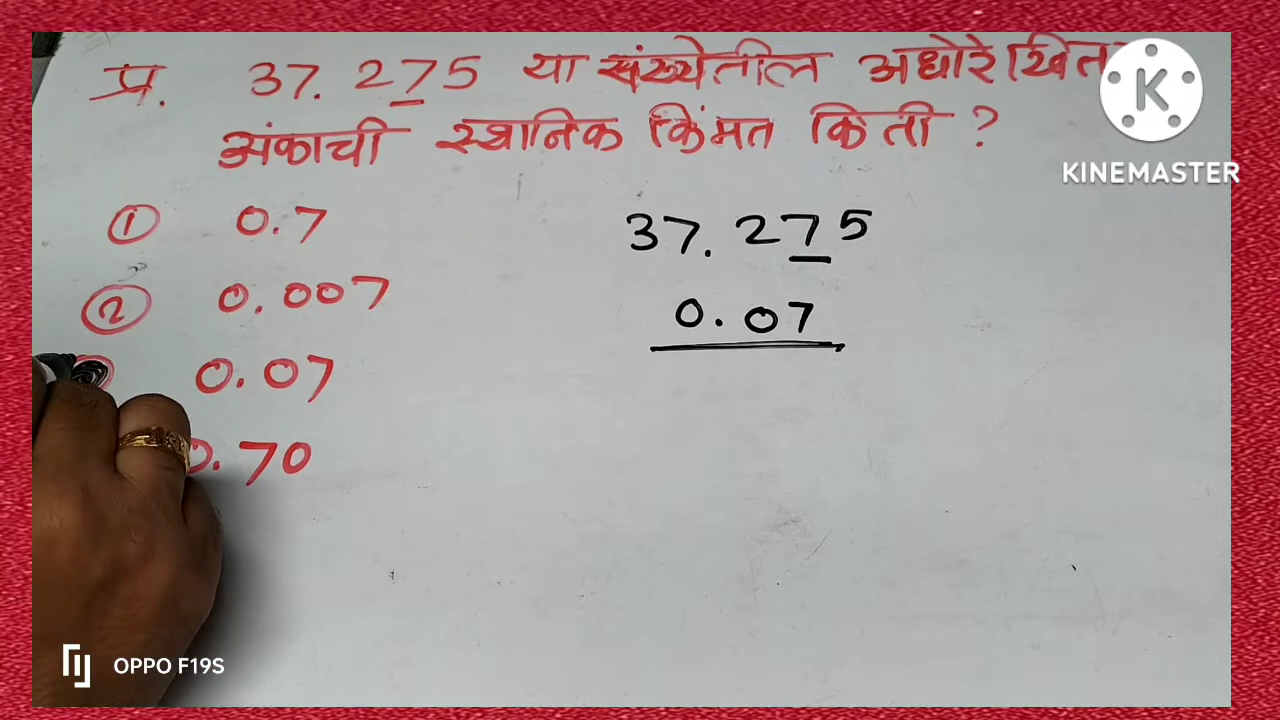 प्र. 37.275 या संख्येतील अधोरेखित
अंकाची स्थानिक किंमत किती ?
① 0.7
② 0.007
0.07
0.70
37.275
0.07
KINEMASTER
OPPO F19S